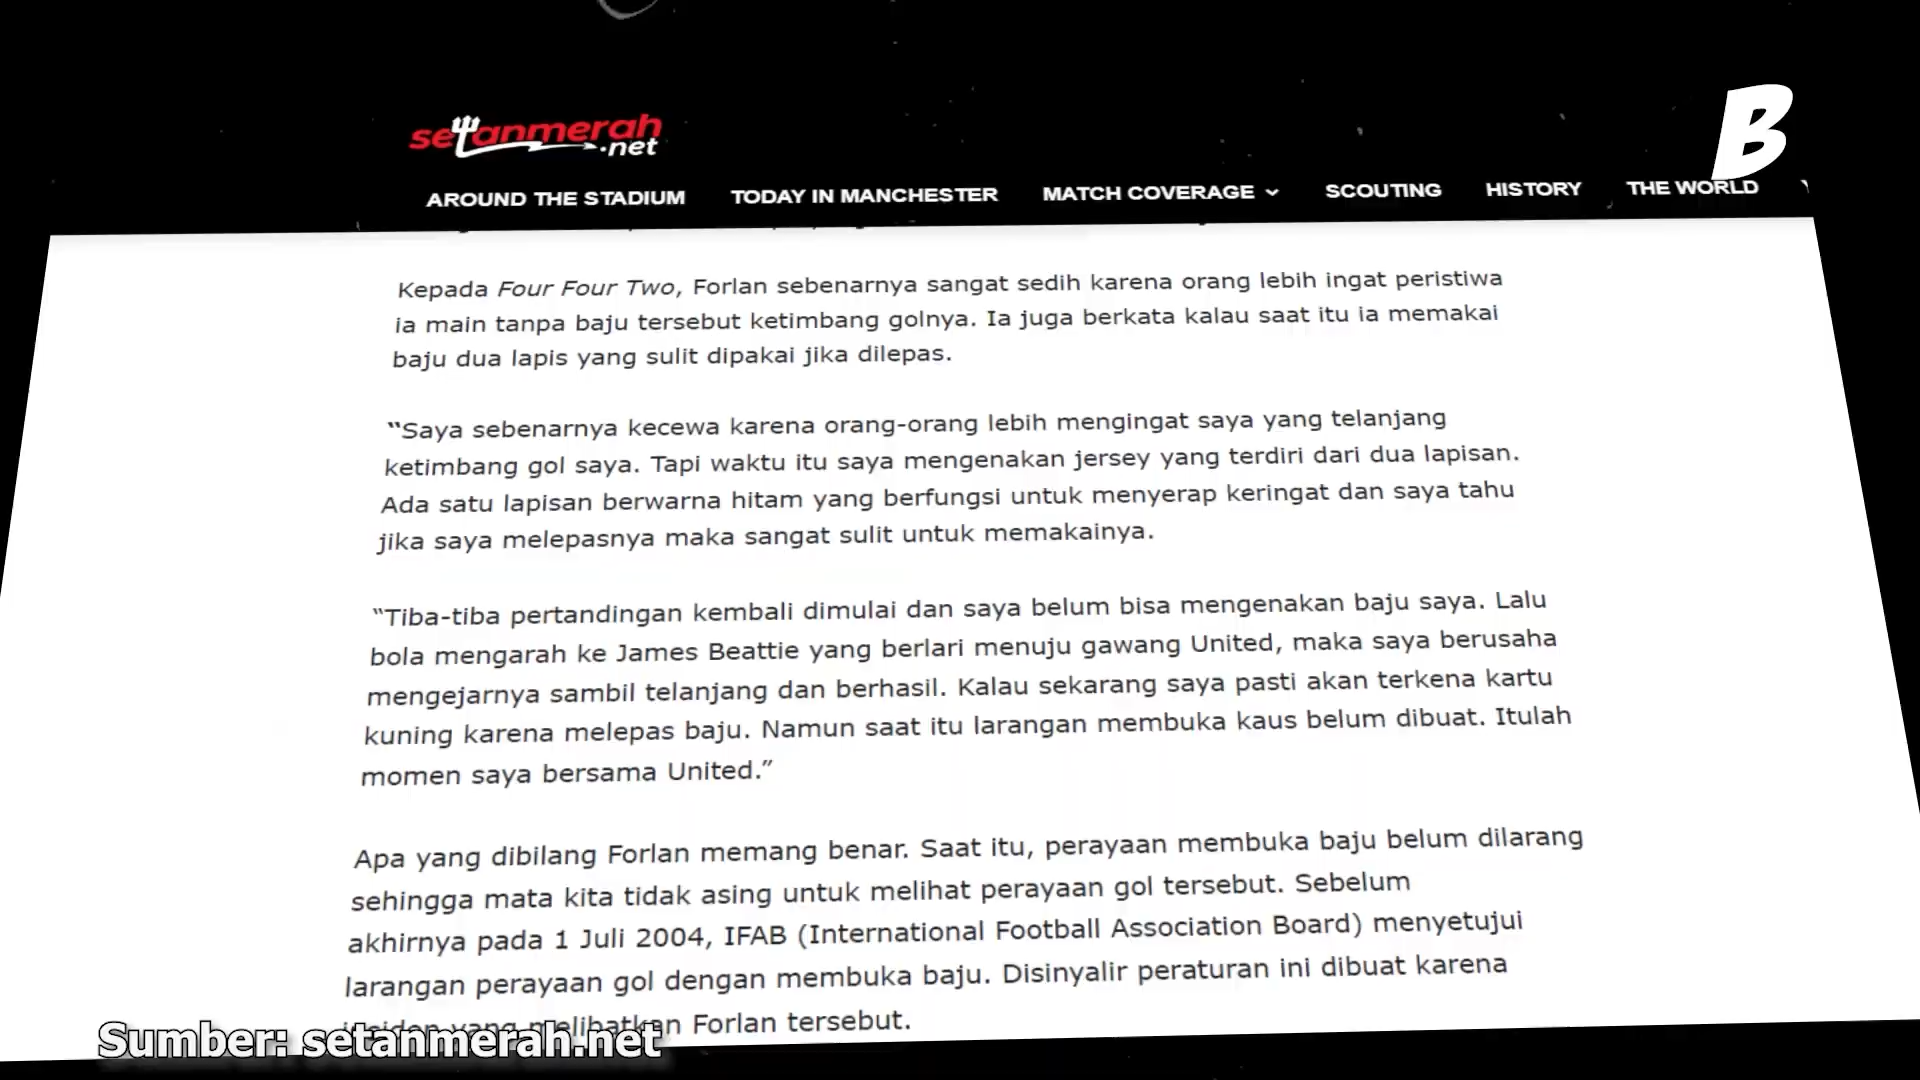 B
setanmerah
.net
AROUND THE STADIUM TODAY IN MANCHESTER MATCH COVERAGE SCOUTING HISTORY THE WORLD
Kepada Four Four Two, Forlan sebenarnya sangat sedih karena orang lebih ingat peristiwa
ia main tanpa baju tersebut ketimbang golnya. Ia juga berkata kalau saat itu ia memakai
baju dua lapis yang sulit dipakai jika dilepas.
“Saya sebenarnya kecewa karena orang-orang lebih mengingat saya yang telanjang
ketimbang gol saya. Tapi waktu itu saya mengenakan jersey yang terdiri dari dua lapisan.
Ada satu lapisan berwarna hitam yang berfungsi untuk menyerap keringat dan saya tahu
jika saya melepasnya maka sangat sulit untuk memakainya.
“Tiba-tiba pertandingan kembali dimulai dan saya belum bisa mengenakan baju saya. Lalu
bola mengarah ke James Beattie yang berlari menuju gawang United, maka saya berusaha
mengejarnya sambil telanjang dan berhasil. Kalau sekarang saya pasti akan terkena kartu
kuning karena melepas baju. Namun saat itu larangan membuka kaus belum dibuat. Itulah
momen saya bersama United.”
Apa yang dibilang Forlan memang benar. Saat itu, perayaan membuka baju belum dilarang
sehingga mata kita tidak asing untuk melihat perayaan gol tersebut. Sebelum
akhirnya pada 1 Juli 2004, IFAB (International Football Association Board) menyetujui
larangan perayaan gol dengan membuka baju. Disinyalir peraturan ini dibuat karena
yang melibatkan Forlan tersebut.
Sumber: setanmerah.net